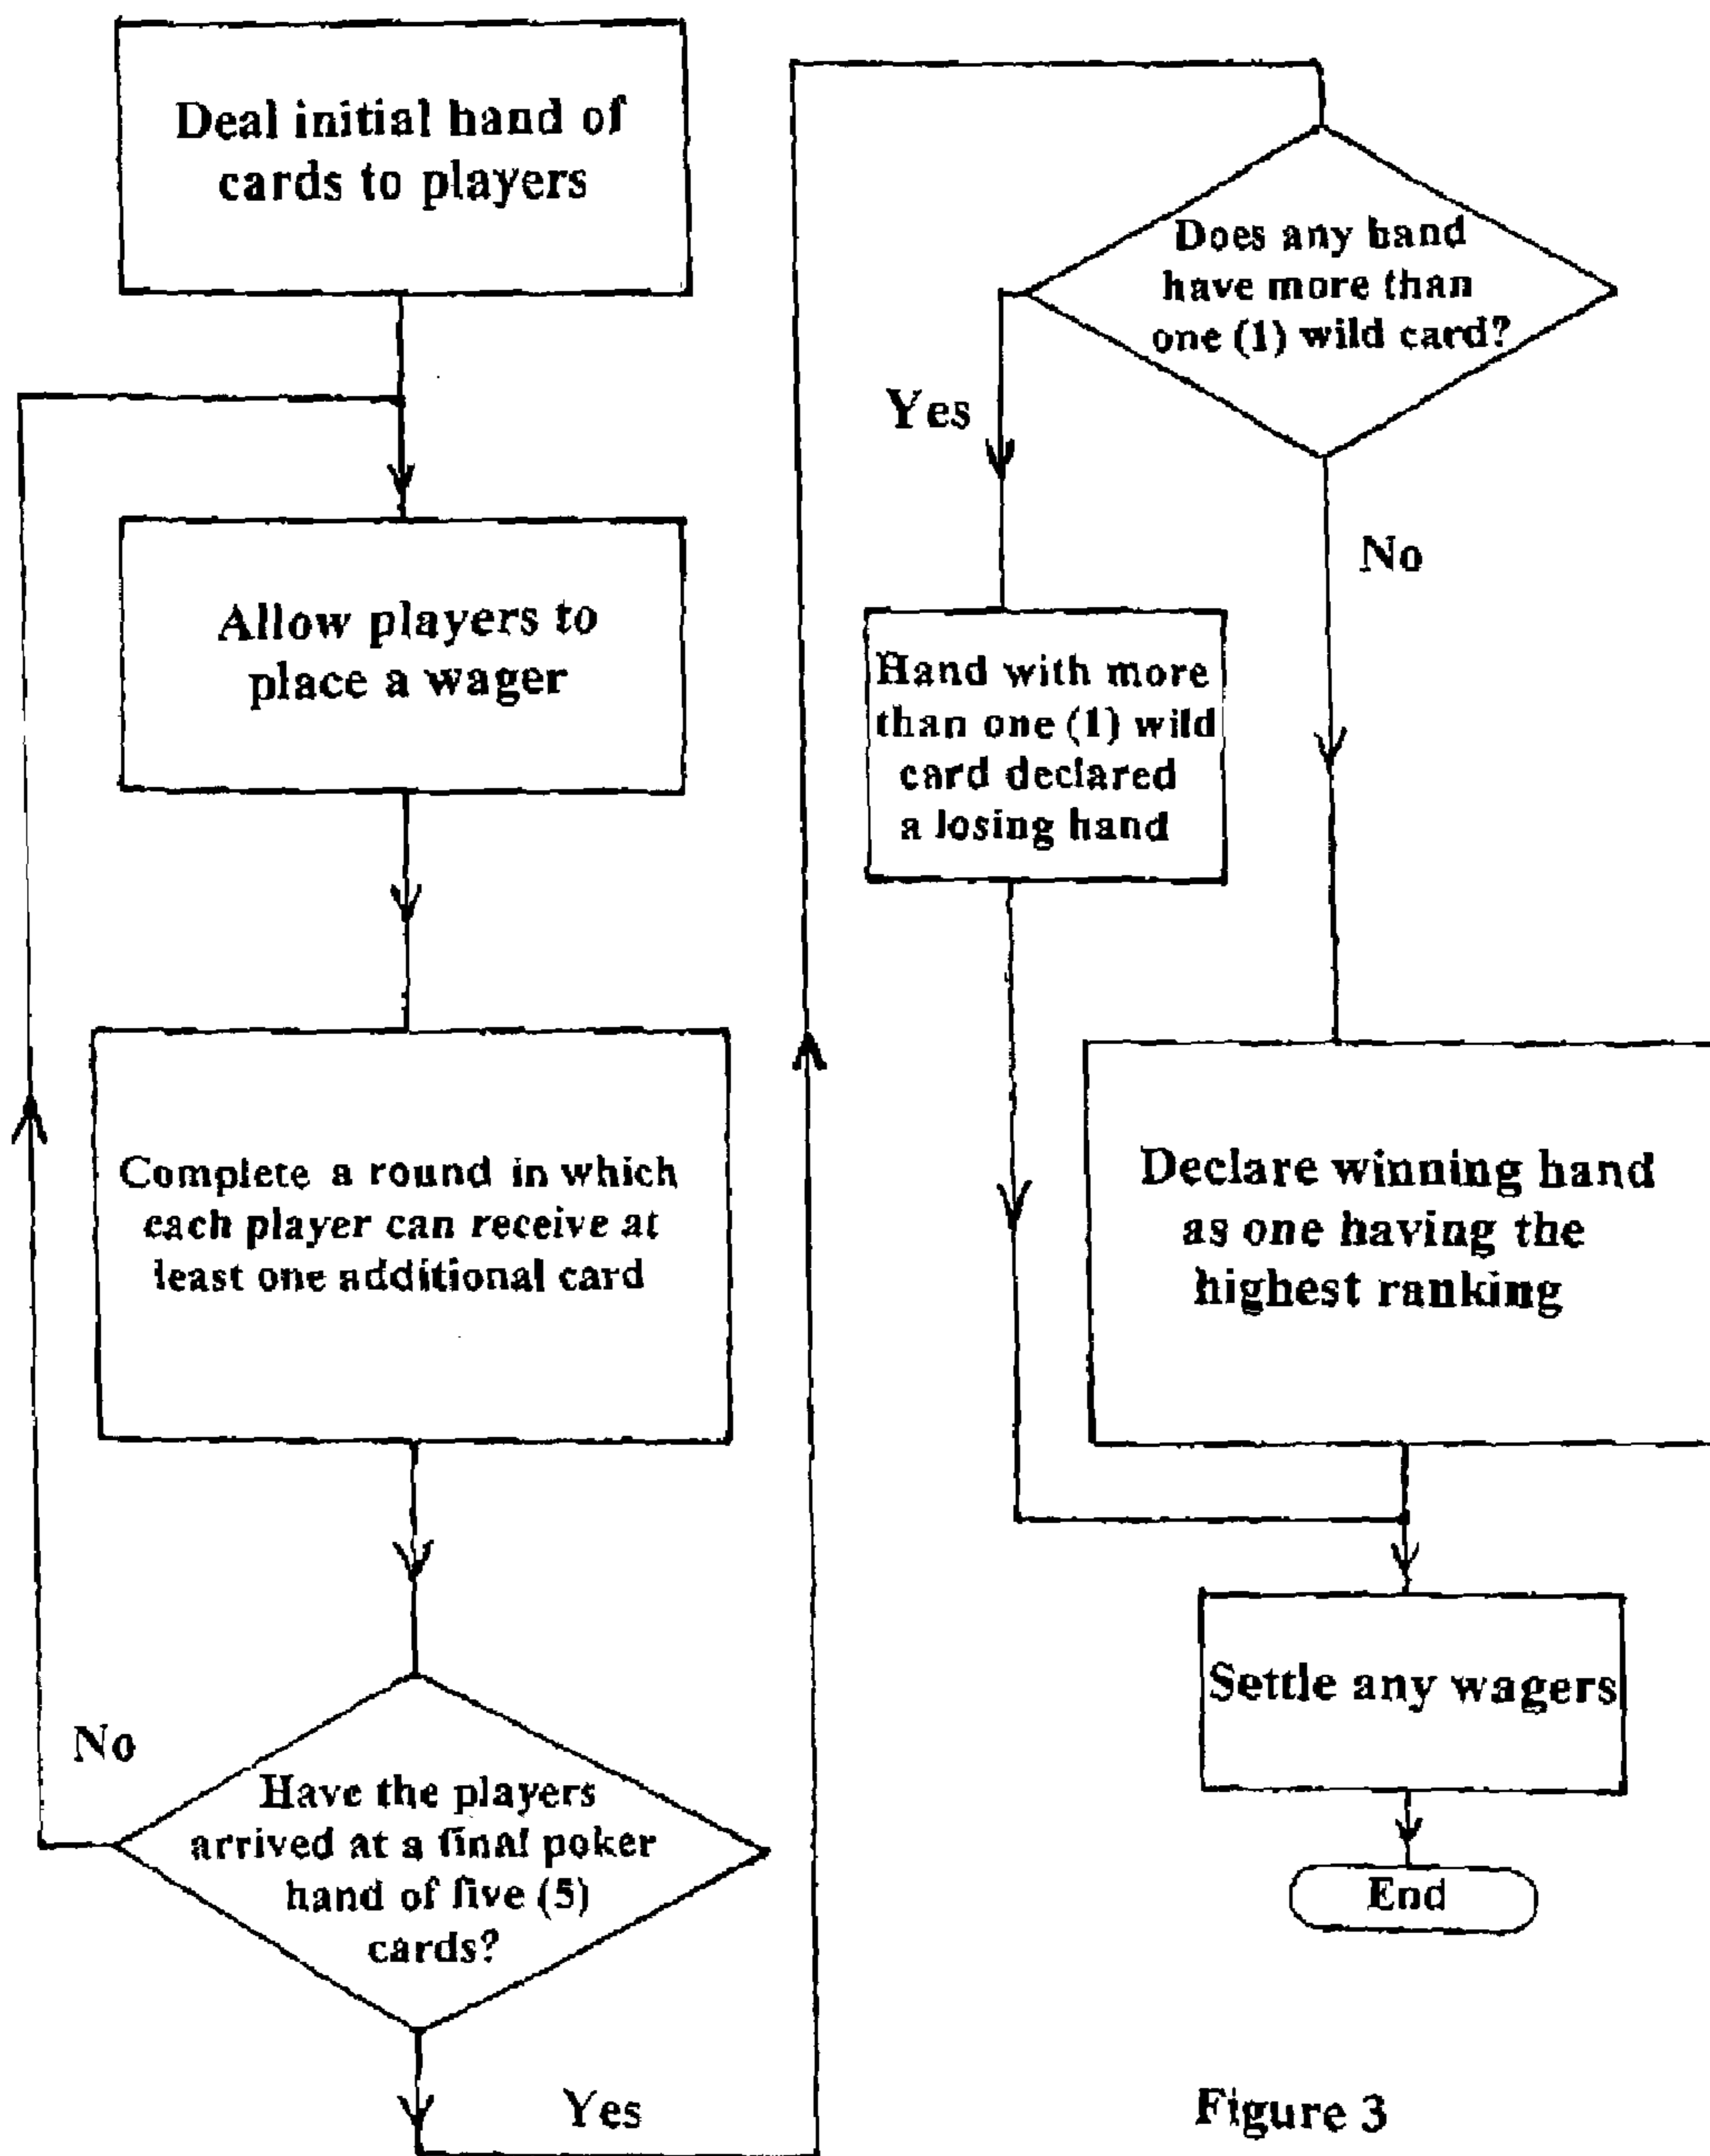 Deal initial hand of
cards to players
Allow players to
place a wager
Complete a round in which
each player can receive at
least one additional card
No
Have the players
arrived at a final poker
hand of five (5)
cards?
Yes
Does any hand
have more than
one (1) wild card?
Yes
No
Hand with more
than one (1) wild
card declared
a losing hand
Declare winning hand
as one having the
highest ranking
Settle any wagers
End
Figure 3